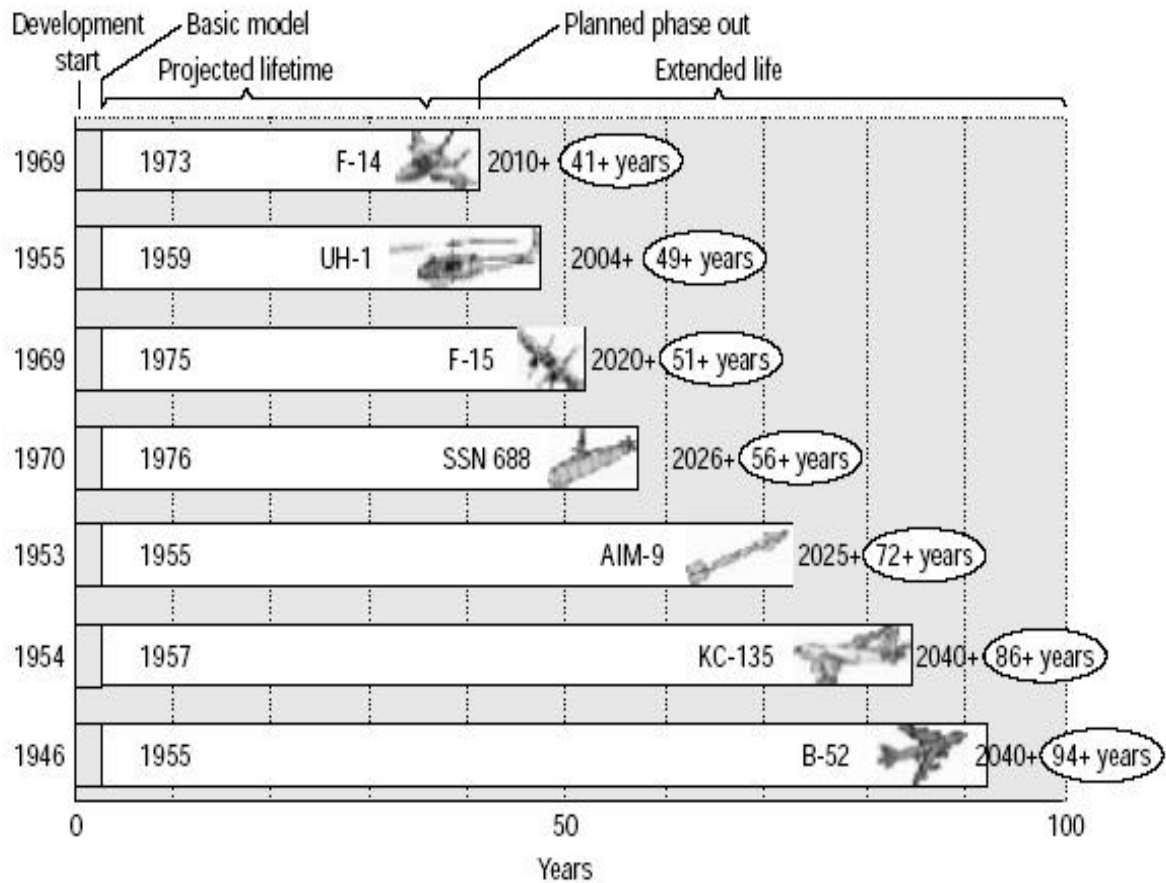 Development start
Basic model
Planned phase out
Projected lifetime
Extended life
1969 1973 F-14 2010+ 41+ years
1955 1959 UH-1 2004+ 49+ years
1969 1975 F-15 2020+ 51+ years
1970 1976 SSN 688 2026+ 56+ years
1953 1955 AIM-9 2025+ 72+ years
1954 1957 KC-135 2040+ 86+ years
1946 1955 B-52 2040+ 94+ years
0 50 100
Years